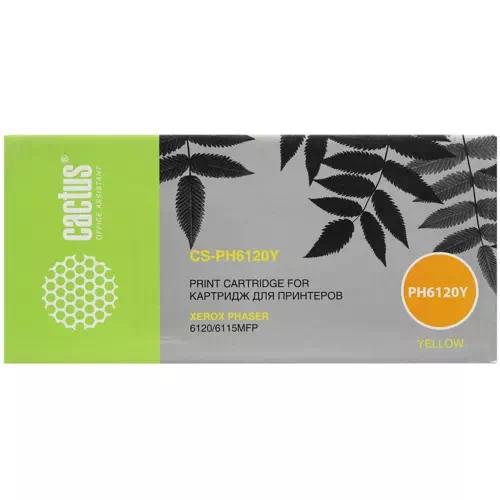 cactus®
OFFICE ASSISTANT
CS-PH6120Y
PRINT CARTRIDGE FOR
КАРТРИДЖ ДЛЯ ПРИНТЕРОВ
XEROX PHASER
6120/6115MFP
PH6120Y
YELLOW